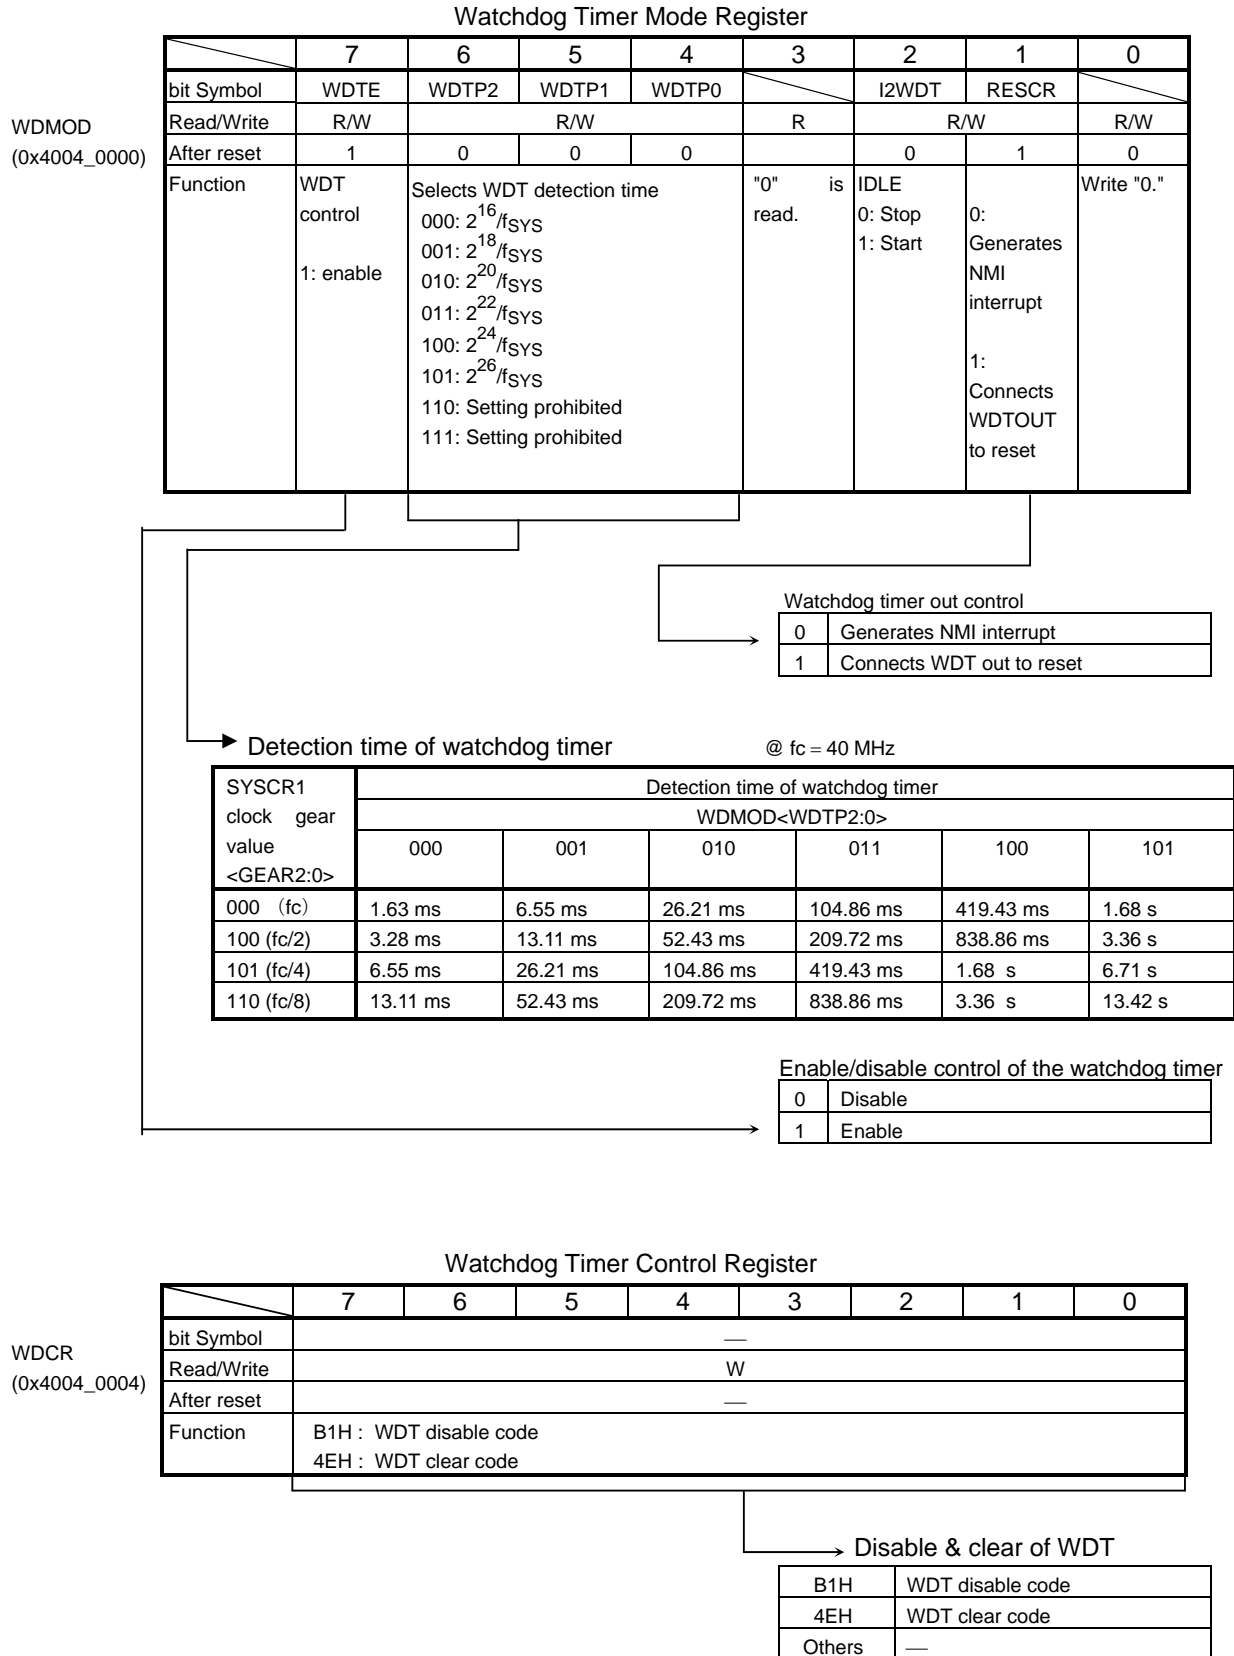 Watchdog Timer Mode Register
7 6 5 4 3 2 1 0
bit Symbol WDTE WDTP2 WDTP1 WDTP0 I2WDT RESCR
WDMOD
(0x4004_0000)
Read/Write R/W R/W R R/W R/W
After reset 1 0 0 0 0 1 0
Function
WDT
control
1: enable
Selects WDT detection time
000: 2^16/fSYS
001: 2^18/fSYS
010: 2^20/fSYS
011: 2^22/fSYS
100: 2^24/fSYS
101: 2^26/fSYS
110: Setting prohibited
111: Setting prohibited
"0" is
read.
IDLE
0: Stop
1: Start
0:
Generates
NMI
interrupt
1:
Connects
WDTOUT
to reset
Write "0."
Watchdog timer out control
0 Generates NMI interrupt
1 Connects WDT out to reset
Detection time of watchdog timer @ fc = 40 MHz
SYSCR1
clock gear
value
<GEAR2:0>
Detection time of watchdog timer
WDMOD<WDTP2:0>
000 001 010 011 100 101
000 （fc） 1.63 ms 6.55 ms 26.21 ms 104.86 ms 419.43 ms 1.68 s
100 (fc/2) 3.28 ms 13.11 ms 52.43 ms 209.72 ms 838.86 ms 3.36 s
101 (fc/4) 6.55 ms 26.21 ms 104.86 ms 419.43 ms 1.68 s 6.71 s
110 (fc/8) 13.11 ms 52.43 ms 209.72 ms 838.86 ms 3.36 s 13.42 s
Enable/disable control of the watchdog timer
0 Disable
1 Enable
Watchdog Timer Control Register
7 6 5 4 3 2 1 0
WDCR
(0x4004_0004)
bit Symbol —
Read/Write W
After reset —
Function
B1H : WDT disable code
4EH : WDT clear code
Disable & clear of WDT
B1H WDT disable code
4EH WDT clear code
Others —